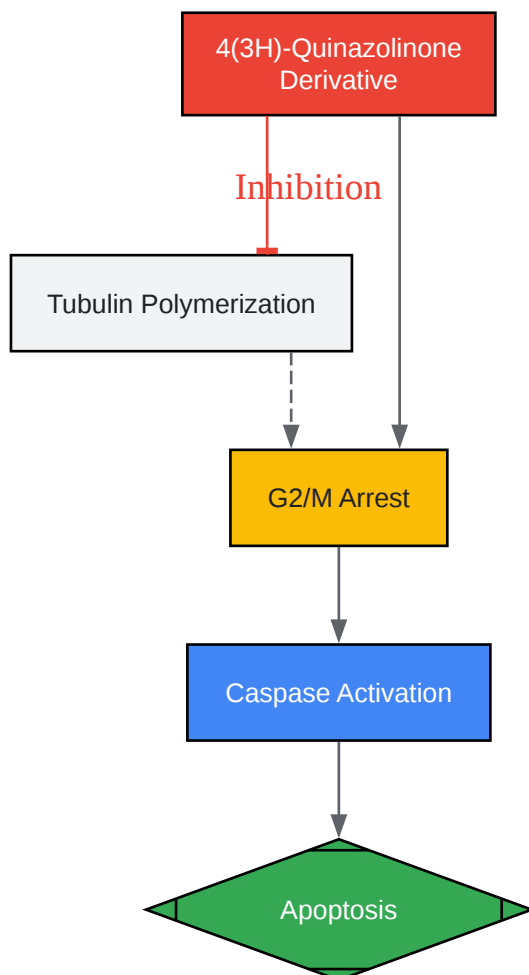 4(3H)-Quinazolinone
Derivative
Inhibition
Tubulin Polymerization
G2/M Arrest
Caspase Activation
Apoptosis